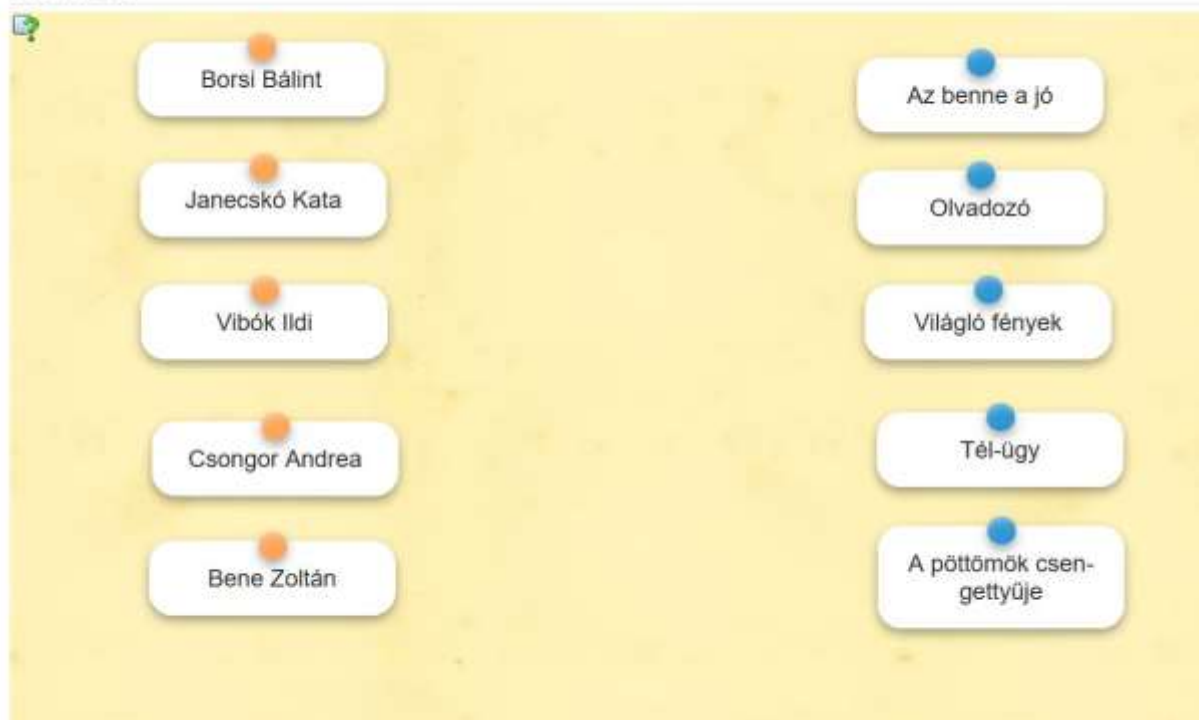 Borsi Bálint
Janecskó Kata
Vibók Ildi
Csongor Andrea
Bene Zoltán
Az benne a jó
Olvadozó
Világló fények
Tél-ügy
A pöttömök csen-
gettyűje